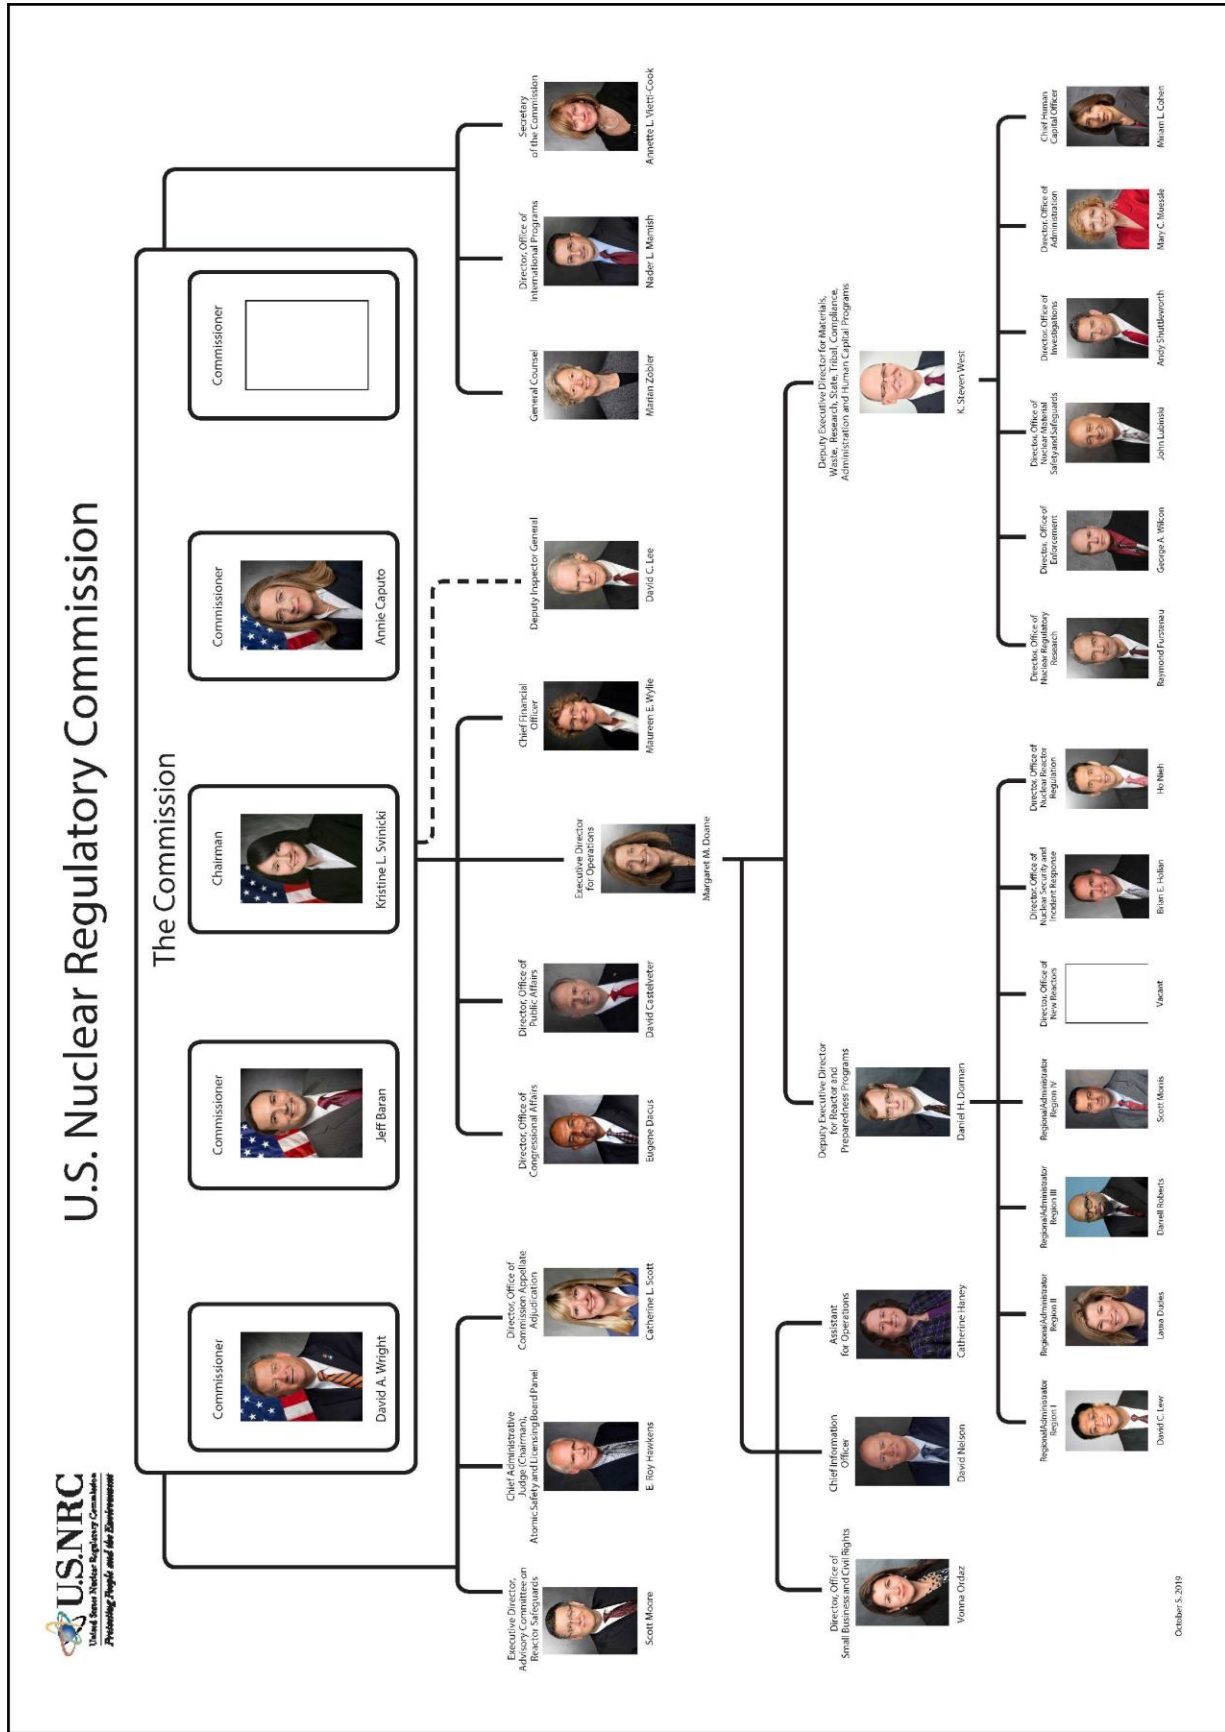 U.S.NRC
United States Nuclear Regulatory Commission
Protecting People and the Environment
U.S. Nuclear Regulatory Commission
The Commission
Commissioner
David A. Wright
Commissioner
Jeff Baran
Chairman
Kristine L. Svinicki
Commissioner
Annie Caputo
Commissioner
Executive Director,
Advisory Committee on
Reactor Safeguards
Scott Moore
Chief Administrative
Judge (Chairman),
Atomic Safety and Licensing Board Panel
E. Roy Hawkens
Director, Office of
Commission Appellate
Adjudication
Catherine L. Scott
Director, Office of
Congressional Affairs
Eugene Dacus
Director, Office of
Public Affairs
David Castelveter
Executive Director
for Operations
Margaret M. Doane
Chief Financial
Officer
Maureen E. Wylie
Deputy Inspector General
David C. Lee
General Counsel
Marian Zobler
Director, Office of
International Programs
Nader L. Mamish
Secretary
of the Commission
Annette L. Vietti-Cook
Director, Office of
Small Business and Civil Rights
Vonna Ordaz
Chief Information
Officer
David Nelson
Assistant
for Operations
Catherine Haney
Deputy Executive Director
for Reactor and
Preparedness Programs
Daniel H. Dorman
Deputy Executive Director for Materials,
Waste, Research, State, Tribal, Compliance,
Administration and Human Capital Programs
K. Steven West
Regional Administrator
Region I
David C. Lew
Regional Administrator
Region II
Laura Dudes
Regional Administrator
Region III
Darrell Roberts
Regional Administrator
Region IV
Scott Morris
Director, Office of
New Reactors
Vacant
Director, Office of
Nuclear Security and
Incident Response
Brian E. Holian
Director, Office of
Nuclear Reactor
Regulation
Ho Nieh
Director, Office of
Nuclear Regulatory
Research
Raymond Furstenau
Director, Office of
Enforcement
George A. Wilcon
Director, Office of
Nuclear Material
Safety and Safeguards
John Lubinski
Director, Office of
Investigations
Andy Shuttleworth
Director, Office of
Administration
Mary C. Muessle
Chief Human
Capital Officer
Miriam L. Cohen
October 5, 2019